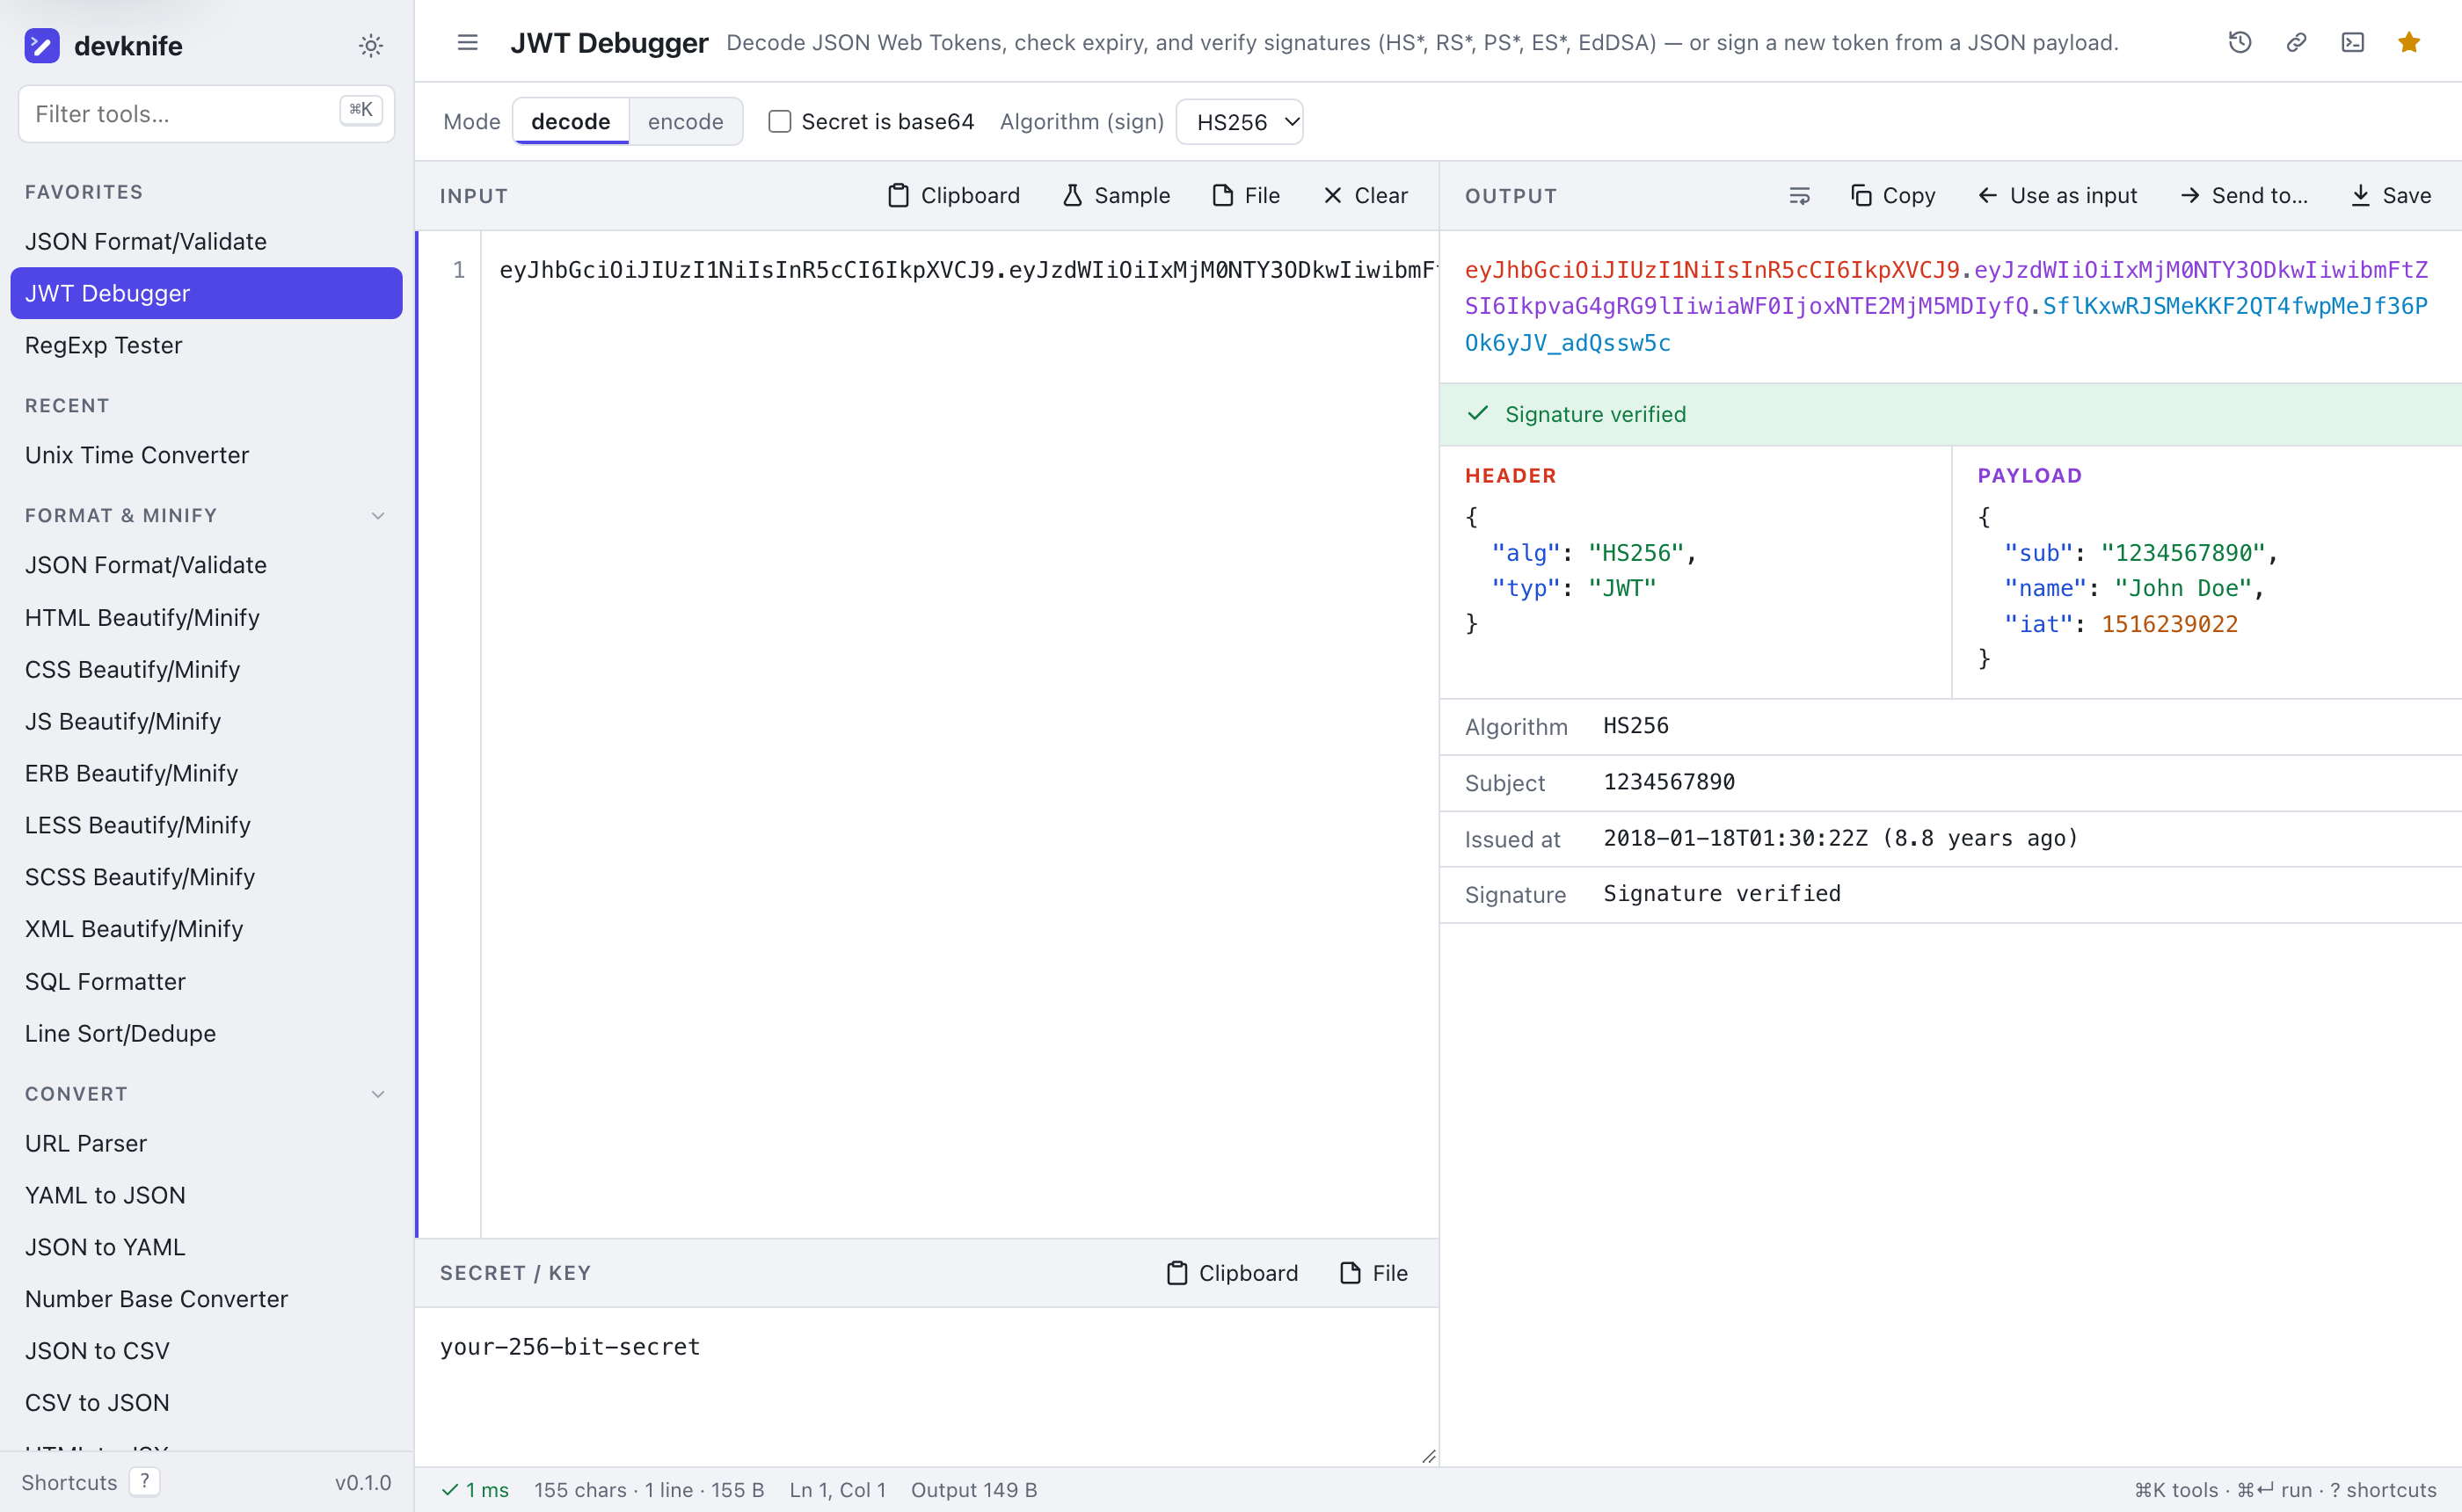 devknife
Filter tools...
⌘K
FAVORITES
JSON Format/Validate
JWT Debugger
RegExp Tester
RECENT
Unix Time Converter
FORMAT & MINIFY
JSON Format/Validate
HTML Beautify/Minify
CSS Beautify/Minify
JS Beautify/Minify
ERB Beautify/Minify
LESS Beautify/Minify
SCSS Beautify/Minify
XML Beautify/Minify
SQL Formatter
Line Sort/Dedupe
CONVERT
URL Parser
YAML to JSON
JSON to YAML
Number Base Converter
JSON to CSV
CSV to JSON
Shortcuts ? v0.1.0
JWT Debugger Decode JSON Web Tokens, check expiry, and verify signatures (HS*, RS*, PS*, ES*, EdDSA) — or sign a new token from a JSON payload.
Mode decode encode Secret is base64 Algorithm (sign) HS256
INPUT Clipboard Sample File Clear
1 eyJhbGciOiJIUzI1NiIsInR5cCI6IkpXVCJ9.eyJzdWIiOiIxMjM0NTY3ODkwIiwibmF
SECRET / KEY Clipboard File
your-256-bit-secret
OUTPUT Copy Use as input Send to... Save
eyJhbGciOiJIUzI1NiIsInR5cCI6IkpXVCJ9.eyJzdWIiOiIxMjM0NTY3ODkwIiwibmFtZ
SI6IkpvaG4gRG9lIiwiaWF0IjoxNTE2MjM5MDIyfQ.SflKxwRJSMeKKF2QT4fwpMeJf36P
Ok6yJV_adQssw5c
Signature verified
HEADER
{
"alg": "HS256",
"typ": "JWT"
}
PAYLOAD
{
"sub": "1234567890",
"name": "John Doe",
"iat": 1516239022
}
Algorithm HS256
Subject 1234567890
Issued at 2018-01-18T01:30:22Z (8.8 years ago)
Signature Signature verified
✓ 1 ms 155 chars · 1 line · 155 B Ln 1, Col 1 Output 149 B
⌘K tools · ⌘↵ run · ? shortcuts